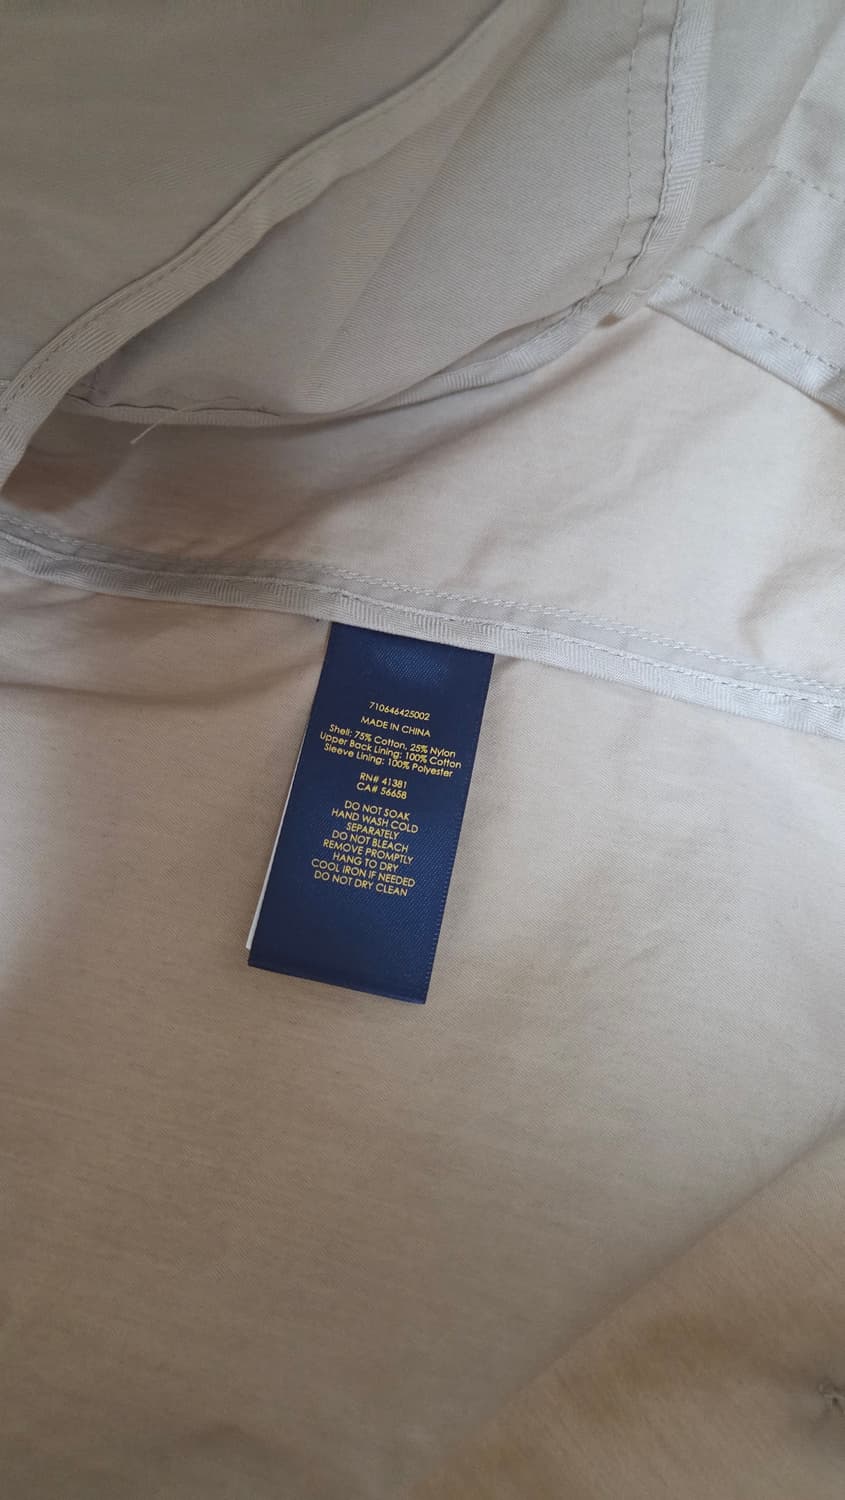 710646425002
MADE IN CHINA
Shell: 75% Cotton, 25% Nylon
Upper Back Lining: 100% Cotton
Sleeve Lining: 100% Polyester
RN# 41381
CA# 56658
DO NOT SOAK
HAND WASH COLD
SEPARATELY
DO NOT BLEACH
REMOVE PROMPTLY
HANG TO DRY
COOL IRON IF NEEDED
DO NOT DRY CLEAN